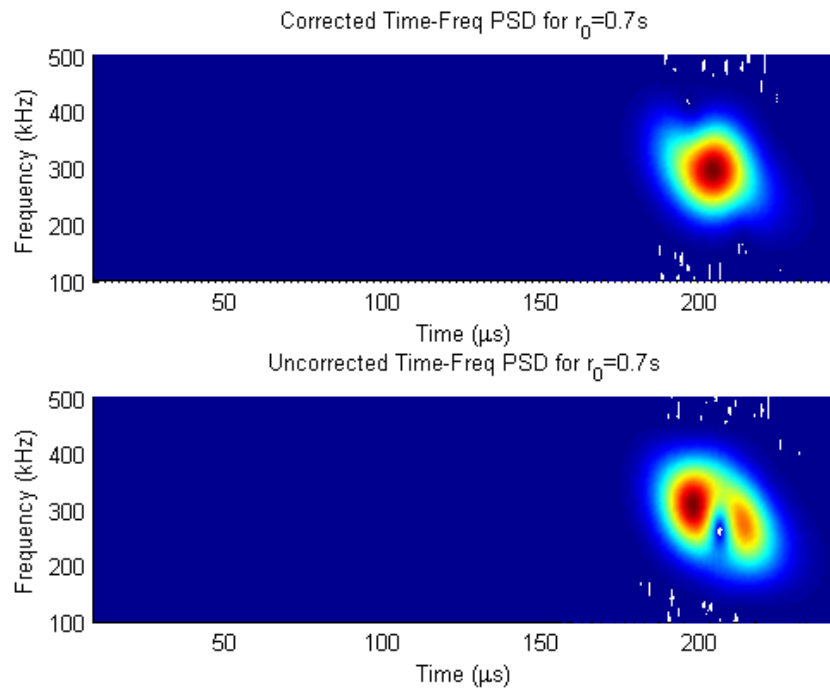 Corrected Time-Freq PSD for r₀=0.7s
500
400
300
200
100
Frequency (kHz)
50 100 150 200
Time (μs)
Uncorrected Time-Freq PSD for r₀=0.7s
500
400
300
200
100
Frequency (kHz)
50 100 150 200
Time (μs)